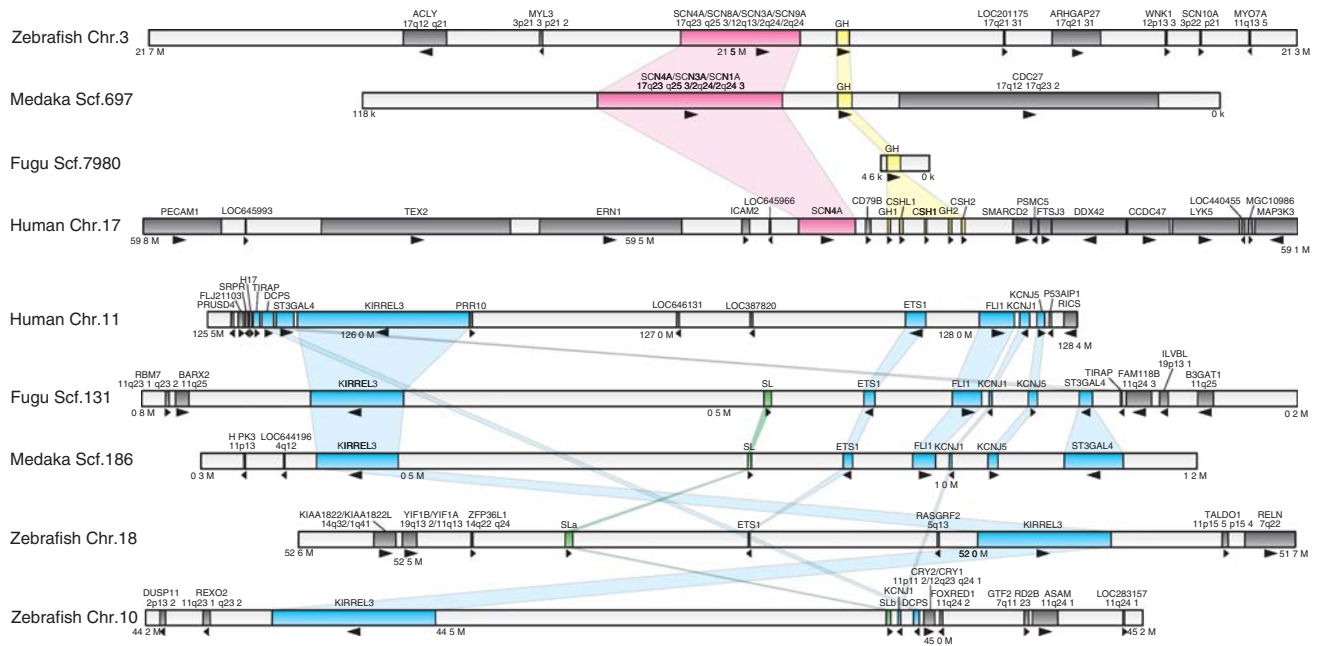 ACLY
17q12 q21
MYL3
3p21 3 p21 2
SCN4A/SCN8A/SCN3A/SCN9A
17q23 q25 3/12q13/2q24/2q24
GH
LOC201175
17q21 31
ARHGAP27
17q21 31
WNK1
12p13 3
SCN10A
3p22 p21
MYO7A
11q13 5
Zebrafish Chr.3
21 7 M
21 5 M
21 3 M
SCN4A/SCN3A/SCN1A
17q23 q25 3/2q24/2q24 3
GH
CDC27
17q12 17q23 2
Medaka Scf.697
118 k
0 k
GH
Fugu Scf.7980
4 6 k
0 k
PECAM1
LOC645993
TEX2
ERN1
ICAM2
LOC645966
SCN4A
CD79B
GH1
CSHL1
CSH1
GH2
CSH2
SMARCD2
PSMC5
FTSJ3
DDX42
CCDC47
LYK5
LOC440455
MGC10986
MAP3K3
Human Chr.17
59 8 M
59 5 M
59 1 M
FLJ21103
PRUSD4
SRPR
H17
TIRAP
DCPS
ST3GAL4
KIRREL3
PRR10
LOC646131
LOC387820
ETS1
FLI1
KCNJ1
KCNJ5
P53AIP1
RICS
Human Chr.11
125 5M
126 0 M
127 0 M
128 0 M
128 4 M
RBM7
11q23 1 q23 2
BARX2
11q25
KIRREL3
SL
ETS1
FLI1
KCNJ1
KCNJ5
ST3GAL4
TIRAP
FAM118B
11q24 3
ILVBL
19p13 1
B3GAT1
11q25
Fugu Scf.131
0 8 M
0 5 M
0 2 M
H PK3
11p13
LOC644196
4q12
KIRREL3
SL
ETS1
FLI1
KCNJ1
KCNJ5
ST3GAL4
Medaka Scf.186
0 3 M
0 5 M
1 0 M
1 2 M
KIAA1822/KIAA1822L
14q32/1q41
YIF1B/YIF1A
19q13 2/11q13
ZFP36L1
14q22 q24
SLa
ETS1
RASGRF2
5q13
KIRREL3
TALDO1
11p15 5 p15 4
RELN
7q22
Zebrafish Chr.18
52 6 M
52 5 M
52 0 M
51 7 M
DUSP11
2p13 2
REXO2
11q23 1 q23 2
KIRREL3
SLb
KCNJ1
DCPS
CRY2/CRY1
11p11 2/12q23 q24 1
FOXRED1
11q24 2
GTF2 RD2B
7q11 23
ASAM
11q24 1
LOC283157
11q24 1
Zebrafish Chr.10
44 2 M
44 5 M
45 0 M
45 2 M